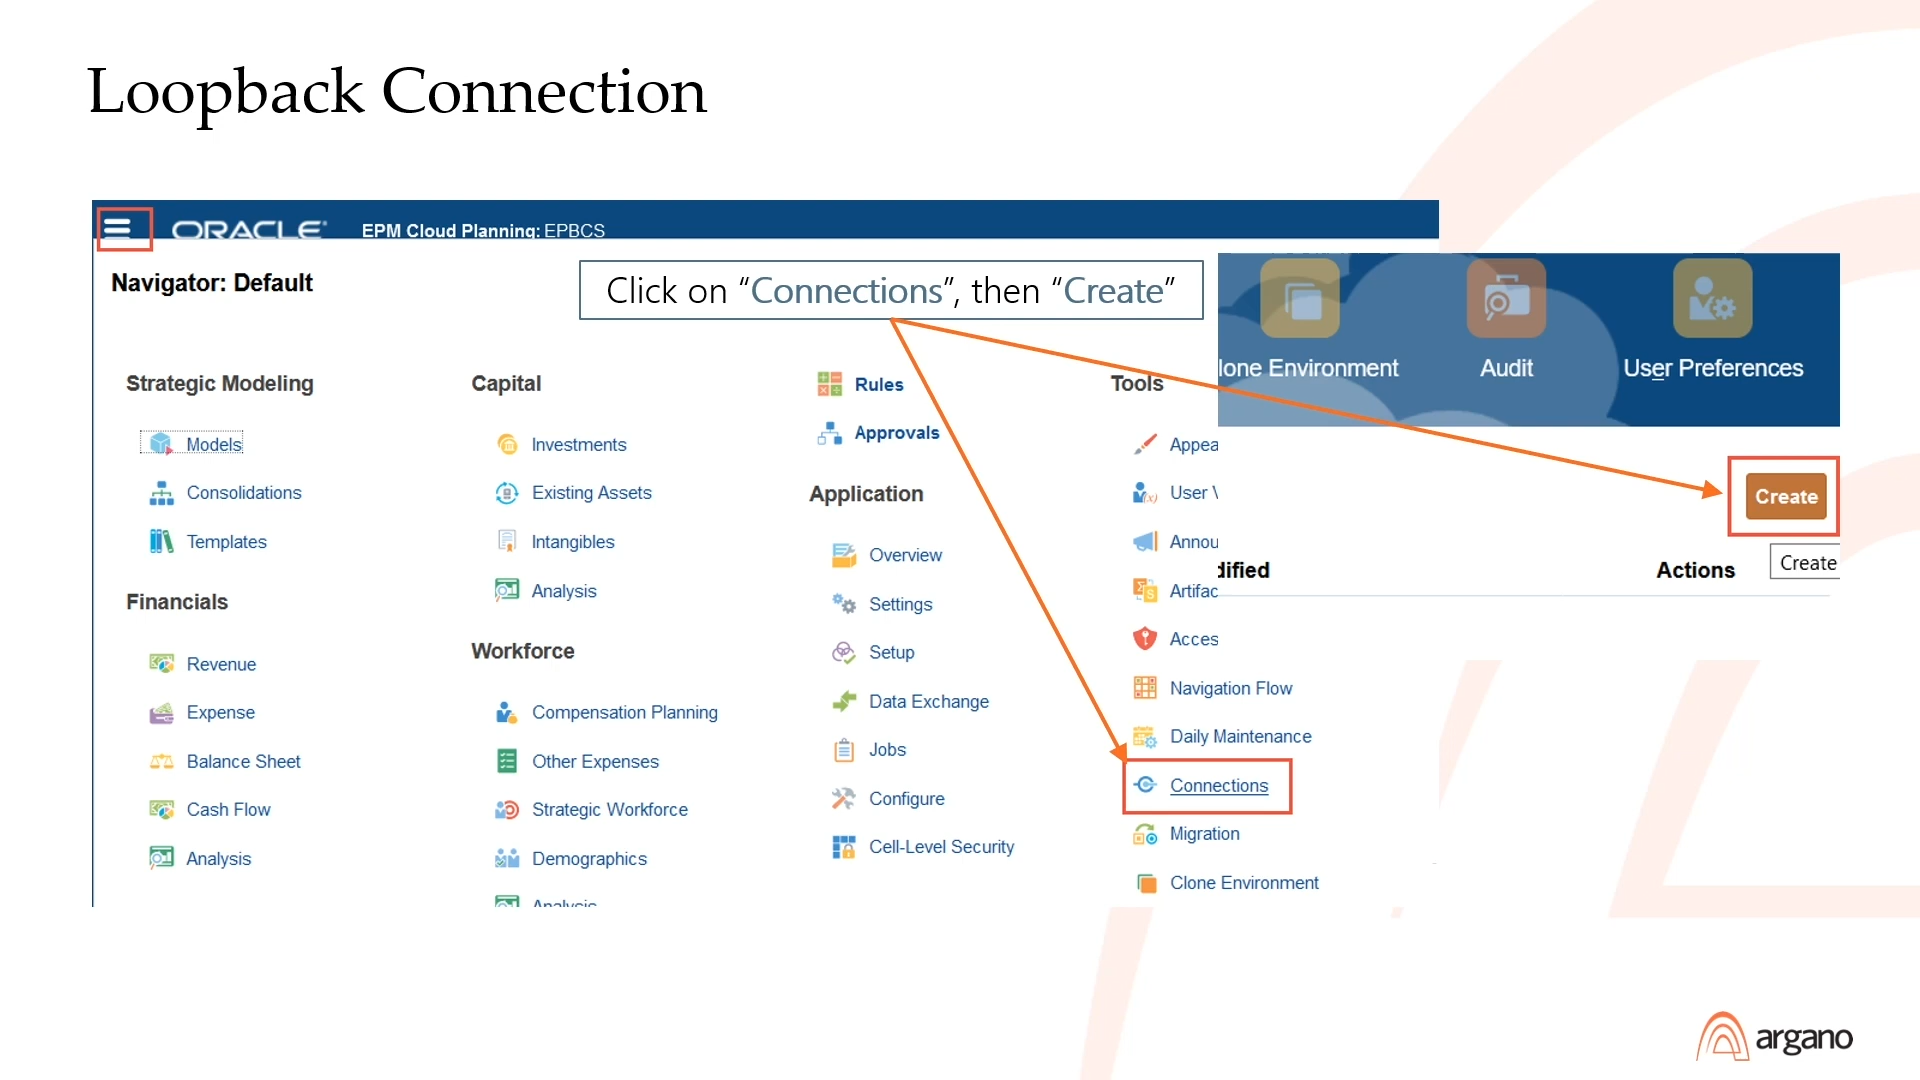 Loopback Connection
ORACLE EPM Cloud Planning: EPBCS
Navigator: Default
Click on “Connections”, then “Create”
Strategic Modeling
Models
Consolidations
Templates
Financials
Revenue
Expense
Balance Sheet
Cash Flow
Analysis
Capital
Investments
Existing Assets
Intangibles
Analysis
Workforce
Compensation Planning
Other Expenses
Strategic Workforce
Demographics
Analysis
Rules
Approvals
Application
Overview
Settings
Setup
Data Exchange
Jobs
Configure
Cell-Level Security
Tools
Appea
User V
Annou
Artifac
Acces
Navigation Flow
Daily Maintenance
Connections
Migration
Clone Environment
lone Environment
Audit
User Preferences
Create
dified
Actions
Create
argano